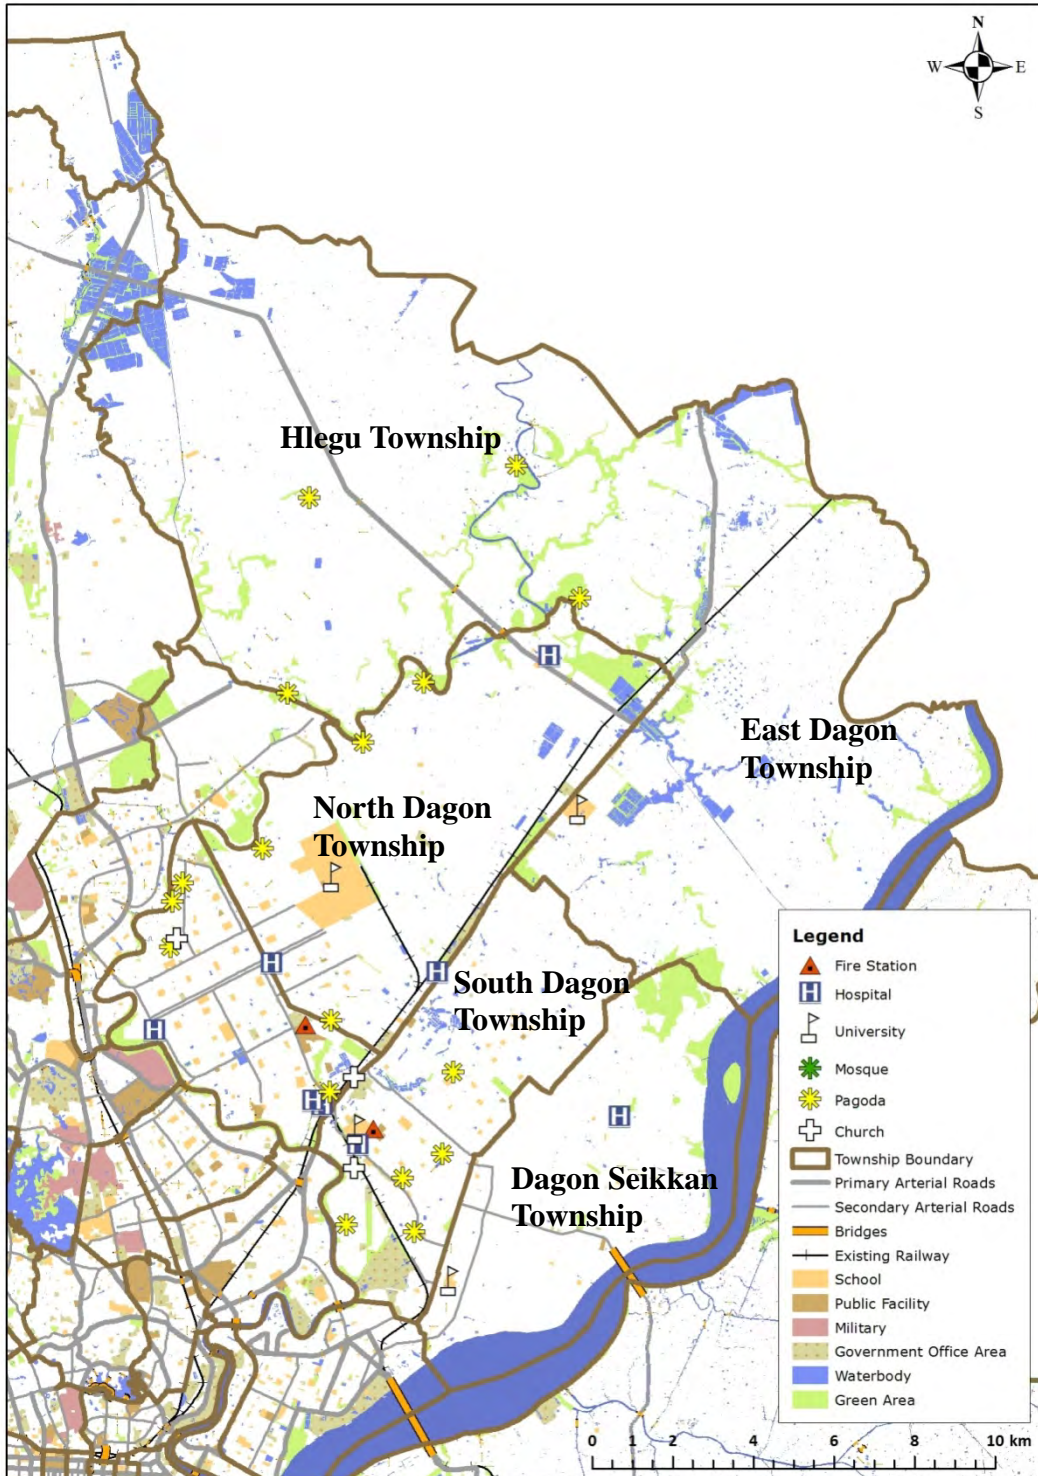 N
W
E
S
Hlegu Township
East Dagon
Township
North Dagon
Township
South Dagon
Township
Dagon Seikkan
Township
Legend
Fire Station
H
Hospital
University
Mosque
Pagoda
Church
Township Boundary
Primary Arterial Roads
Secondary Arterial Roads
Bridges
Existing Railway
School
Public Facility
Military
Government Office Area
Waterbody
Green Area
0 1 2 4 6 8 10 km
H
H
H
H
H
H
H